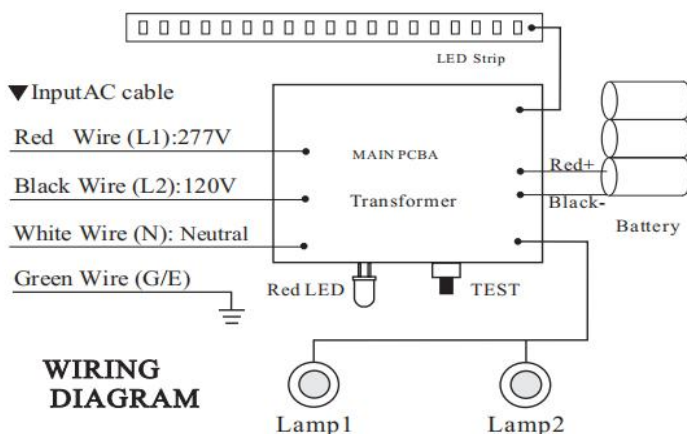 LED Strip
▼InputAC cable
Red Wire (L1):277V
MAIN PCBA
Red+
Black Wire (L2):120V
Transformer
Black-
Battery
White Wire (N): Neutral
Green Wire (G/E)
Red LED
TEST
WIRING
DIAGRAM
Lamp1
Lamp2